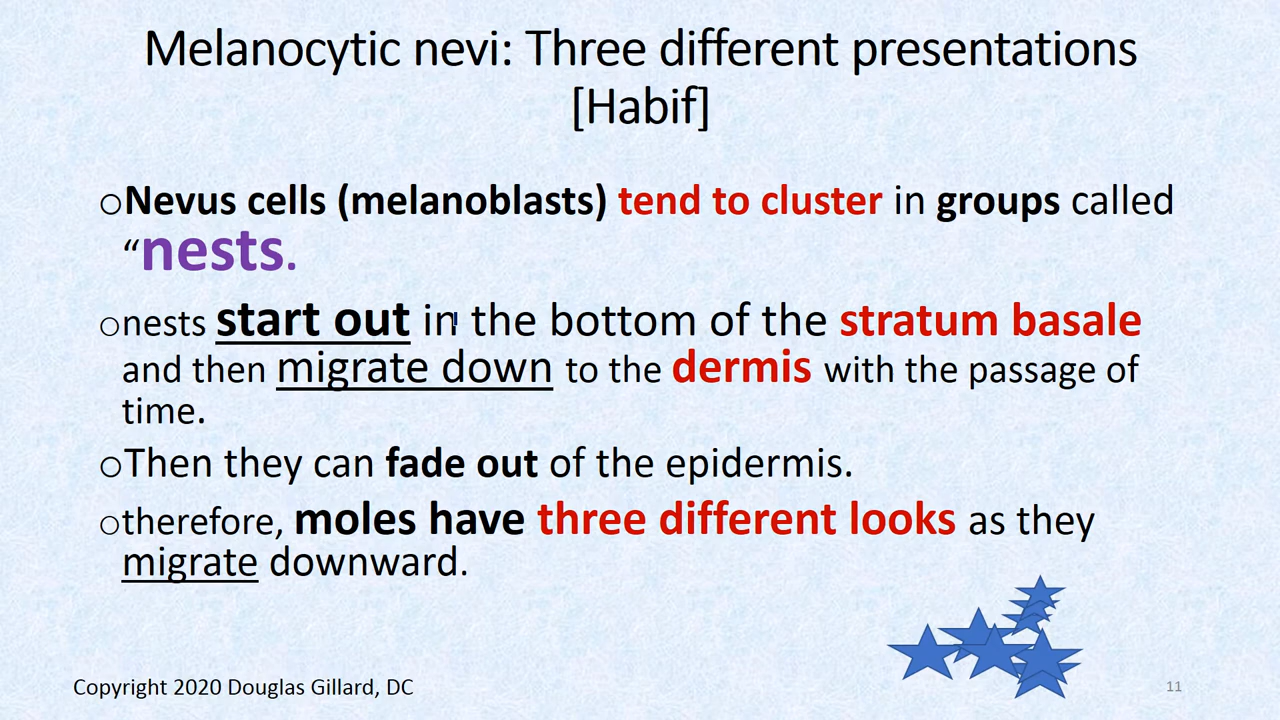 Melanocytic nevi: Three different presentations
[Habif]
oNevus cells (melanoblasts) tend to cluster in groups called
“nests.
onests start out in the bottom of the stratum basale
and then migrate down to the dermis with the passage of
time.
oThen they can fade out of the epidermis.
otherefore, moles have three different looks as they
migrate downward.
Copyright 2020 Douglas Gillard, DC
11